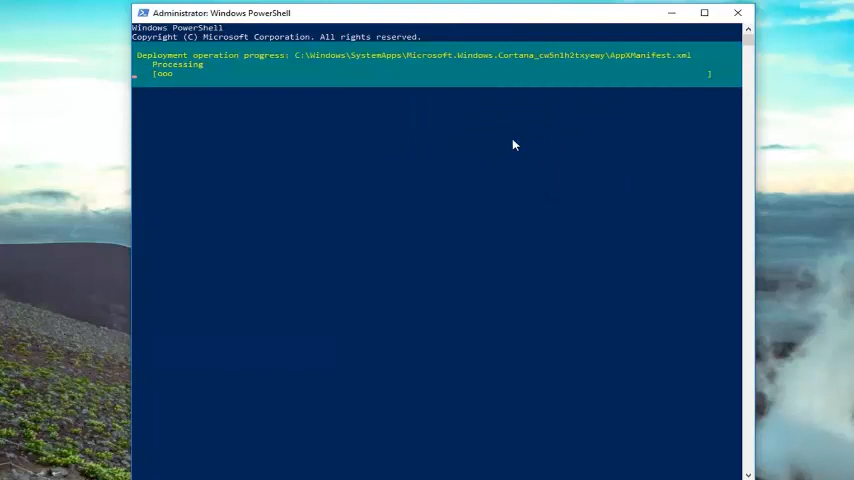 Administrator: Windows PowerShell
Windows PowerShell
Copyright (C) Microsoft Corporation. All rights reserved.
Deployment operation progress: C:\Windows\SystemApps\Microsoft.Windows.Cortana_cw5n1h2txyewy\AppXManifest.xml
Processing
[ooo ]